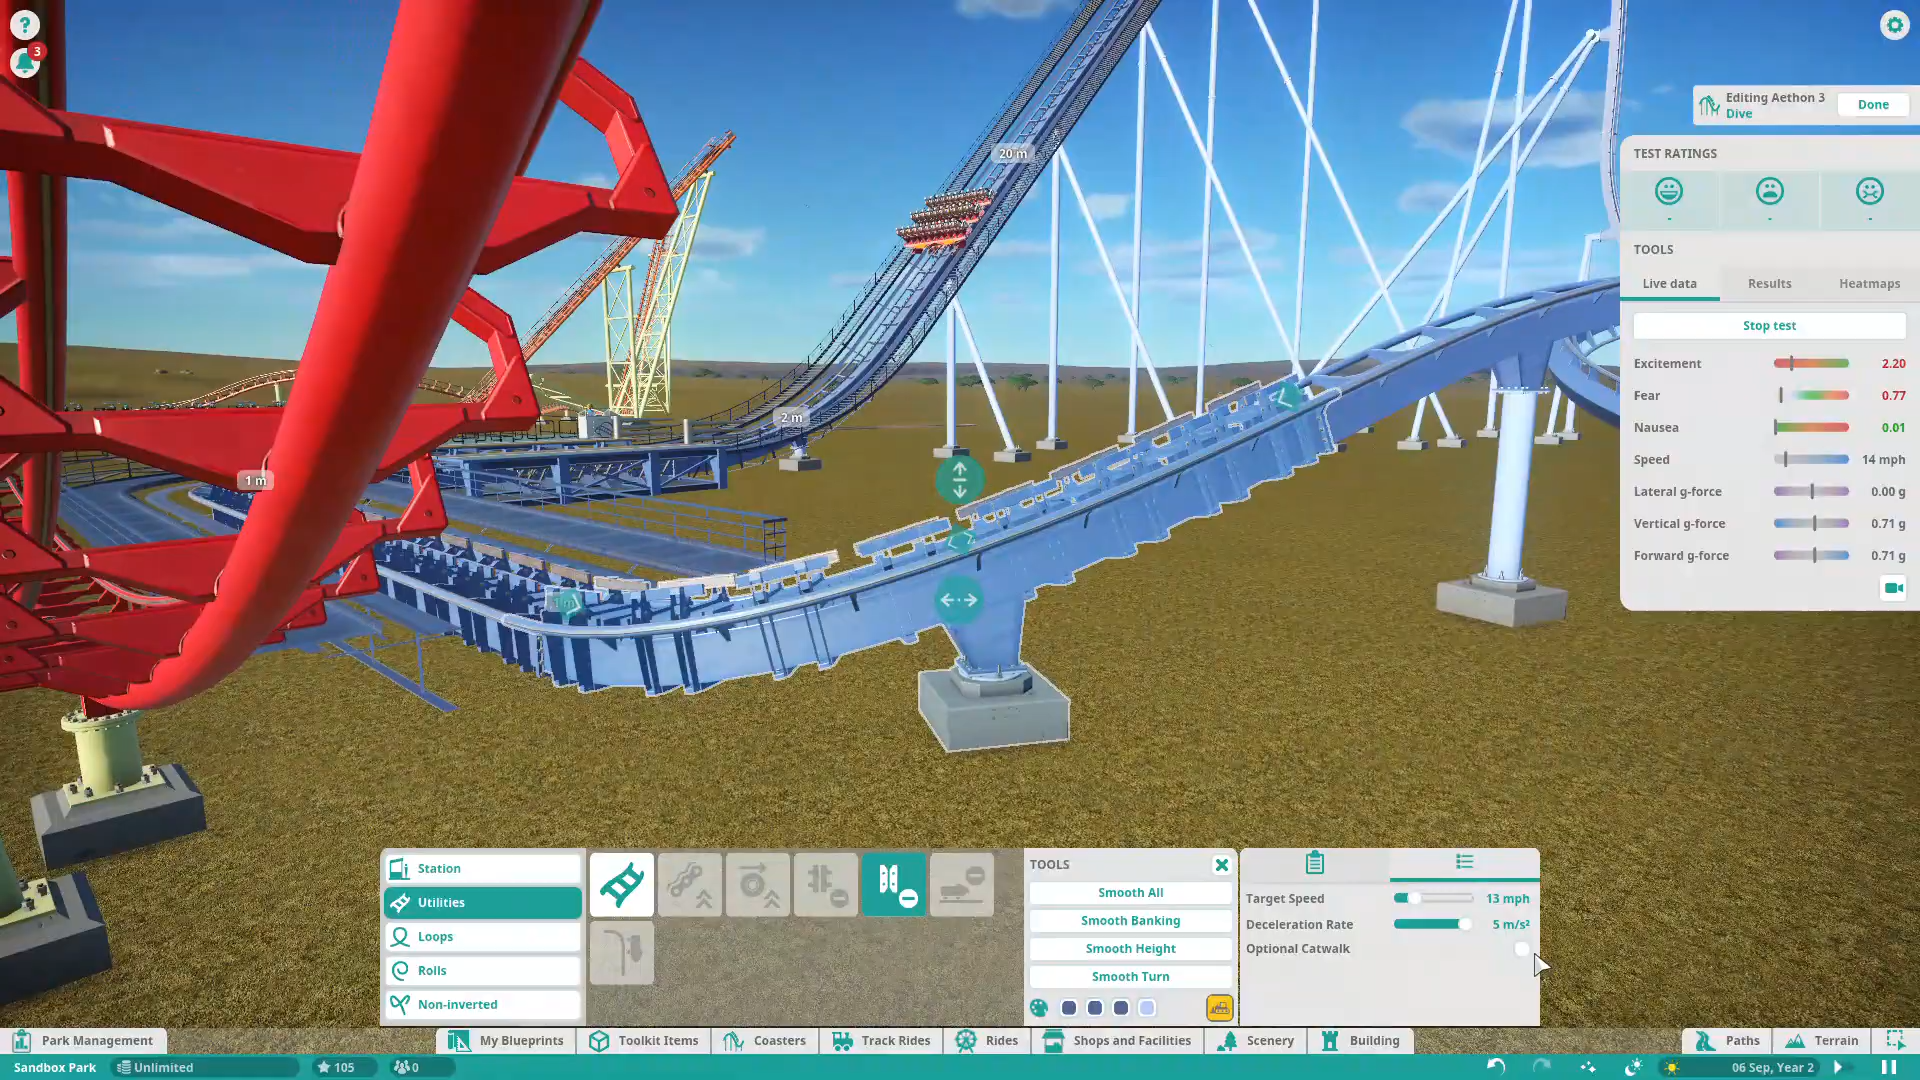 ?
3
Editing Aethon 3
Dive
Done
TEST RATINGS
- - -
TOOLS
Live data Results Heatmaps
Stop test
Excitement 2.20
Fear 0.77
Nausea 0.01
Speed 14 mph
Lateral g-force 0.00 g
Vertical g-force 0.71 g
Forward g-force 0.71 g
20 m
2 m
1 m
Station
Utilities
Loops
Rolls
Non-inverted
TOOLS
Smooth All
Smooth Banking
Smooth Height
Smooth Turn
Target Speed 13 mph
Deceleration Rate 5 m/s²
Optional Catwalk
Park Management
My Blueprints
Toolkit Items
Coasters
Track Rides
Rides
Shops and Facilities
Scenery
Building
Paths
Terrain
Sandbox Park
Unlimited
105
0
06 Sep, Year 2